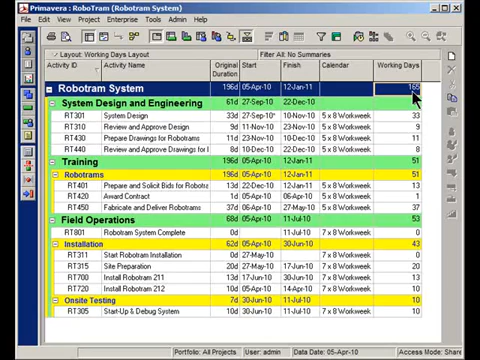 Primavera : RoboTram (Robotram System)
File Edit View Project Enterprise Tools Admin Help
Layout: Working Days Layout Filter All: No Summaries
Activity ID Activity Name Original Duration Start Finish Calendar Working Days
Robotram System 196d 05-Apr-10 12-Jan-11 165
System Design and Engineering 61d 27-Sep-10 22-Dec-10
RT301 System Design 33d 27-Sep-10* 10-Nov-10 5 x 8 Workweek 33
RT310 Review and Approve Design 9d 11-Nov-10 23-Nov-10 5 x 8 Workweek 9
RT430 Prepare Drawings for Robotrams 11d 24-Nov-10 08-Dec-10 5 x 8 Workweek 11
RT440 Review and Approve Drawings for R 8d 13-Dec-10 22-Dec-10 5 x 8 Workweek 8
Training 196d 05-Apr-10 12-Jan-11 51
Robotrams 196d 05-Apr-10 12-Jan-11 51
RT401 Prepare and Solicit Bids for Robotra 13d 22-Dec-10 12-Jan-11 5 x 8 Workweek 13
RT420 Award Contract 1d 05-Apr-10 06-Apr-10 5 x 8 Workweek 1
RT450 Fabricate and Deliver Robotrams 37d 06-Apr-10 27-May-10 5 x 8 Workweek 37
Field Operations 68d 05-Apr-10 11-Jul-10 53
RT801 Robotram System Complete 0d 11-Jul-10 7 x 8 Workweek 0
Installation 62d 05-Apr-10 30-Jun-10 43
RT311 Start Robotram Installation 0d 05-Apr-10 5 x 8 Workweek 0
RT315 Site Preparation 20d 27-May-10 17-Jun-10 7 x 8 Workweek 20
RT700 Install Robotram 211 13d 17-Jun-10 30-Jun-10 7 x 8 Workweek 13
RT720 Install Robotram 212 10d 05-Apr-10 15-Apr-10 7 x 8 Workweek 10
Onsite Testing 7d 30-Jun-10 11-Jul-10 10
RT305 Start-Up & Debug System 10d 30-Jun-10 11-Jul-10 7 x 8 Workweek 10
Portfolio: All Projects User: admin Data Date: 05-Apr-10 Access Mode: Share